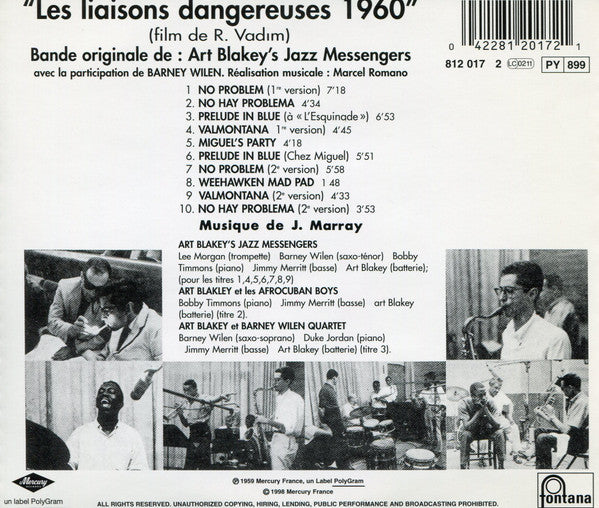 "Les liaisons dangereuses 1960"
(film de R. Vadım)
Bande originale de : Art Blakey's Jazz Messengers
avec la participation de BARNEY WILEN. Réalisation musicale : Marcel Romano
0 42281 20172 1
812 017 2 LC0211 PY 899
1 NO PROBLEM (1re version) 7'18
2. NO HAY PROBLEMA 4'34
3. PRELUDE IN BLUE (à « L'Esquinade ») 6'53
4. VALMONTANA 1re version) 4'45
5. MIGUEL'S PARTY 4'18
6. PRELUDE IN BLUE (Chez Miguel) 5'51
7 NO PROBLEM (2e version) 5'58
8. WEEHAWKEN MAD PAD 1 48
9 VALMONTANA (2e version) 4'33
10. NO HAY PROBLEMA (2e version) 3'53
Musique de J. Marray
ART BLAKEY'S JAZZ MESSENGERS
Lee Morgan (trompette) Barney Wilen (saxo-ténor) Bobby
Timmons (piano) Jimmy Merritt (basse) Art Blakey (batterie);
(pour les titres 1,4,5,6,7,8,9)
ART BLAKLEY et les AFROCUBAN BOYS
Bobby Timmons (piano) Jimmy Merritt (basse) art Blakey
(batterie) (titre 2).
ART BLAKEY et BARNEY WILEN QUARTET
Barney Wilen (saxo-soprano) Duke Jordan (piano)
Jimmy Merritt (basse) Art Blakey (batterie) (titre 3).
Mercury
un label PolyGram
℗ 1959 Mercury France, un Label PolyGram
© 1998 Mercury France
fontana
ALL RIGHTS RESERVED. UNAUTHORIZED COPYING, HIRING, LENDING, PUBLIC PERFORMANCE AND BROADCASTING PROHIBITED.